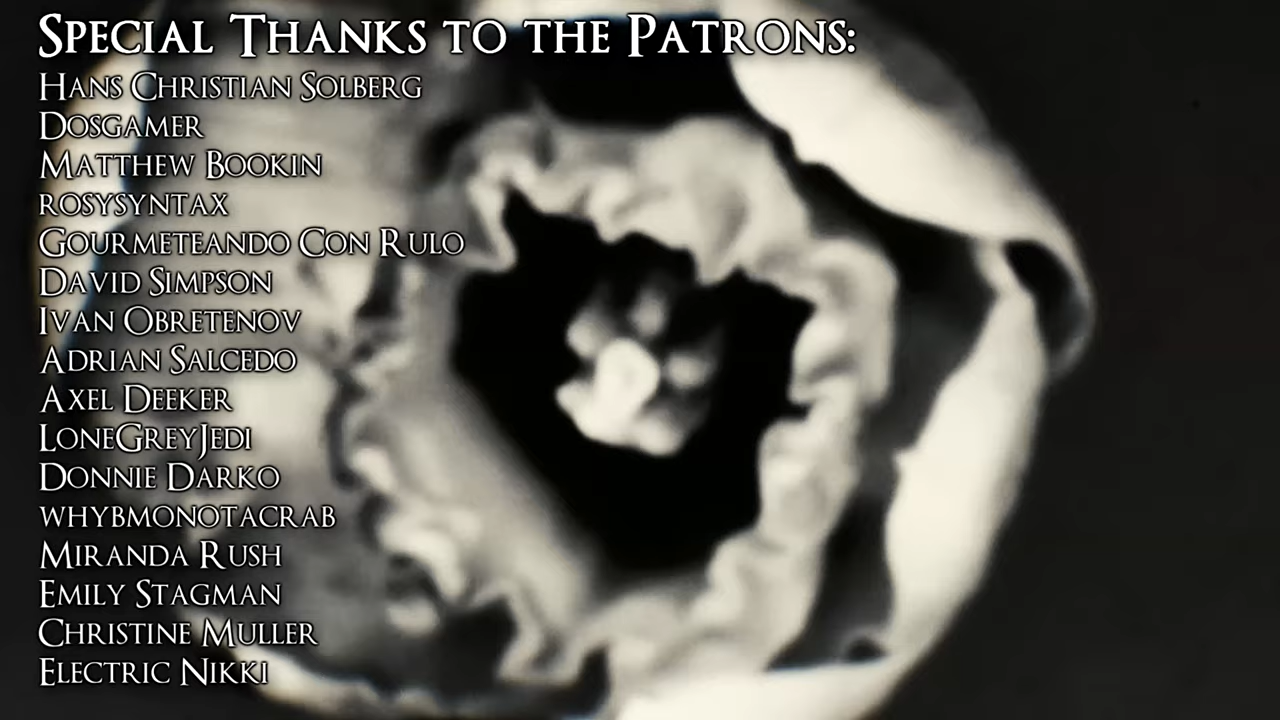 Special Thanks to the Patrons:
Hans Christian Solberg
Dosgamer
Matthew Bookin
rosysyntax
Gourmeteando Con Rulo
David Simpson
Ivan Obretenov
Adrian Salcedo
Axel Deeker
LoneGreyJedi
Donnie Darko
whybmonotacrab
Miranda Rush
Emily Stagman
Christine Muller
Electric Nikki